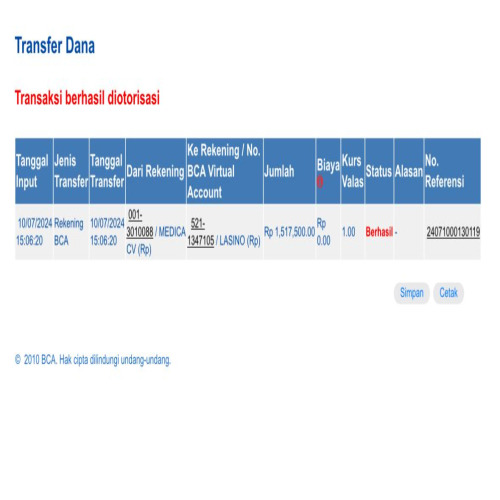 Transfer Dana
Transaksi berhasil diotorisasi
Tanggal Input
Jenis Transfer
Tanggal Transfer
Dari Rekening
Ke Rekening / No. BCA Virtual Account
Jumlah
Biaya
Kurs Valas
Status
Alasan
No. Referensi
10/07/2024 15:06:20
Rekening BCA
10/07/2024 15:06:20
001-3010088 / MEDICA CV (Rp)
521-1347105 / LASINO (Rp)
Rp 1,517,500.00
Rp 0.00
1.00
Berhasil
-
24071000130119
Simpan
Cetak
© 2010 BCA. Hak cipta dilindungi undang-undang.